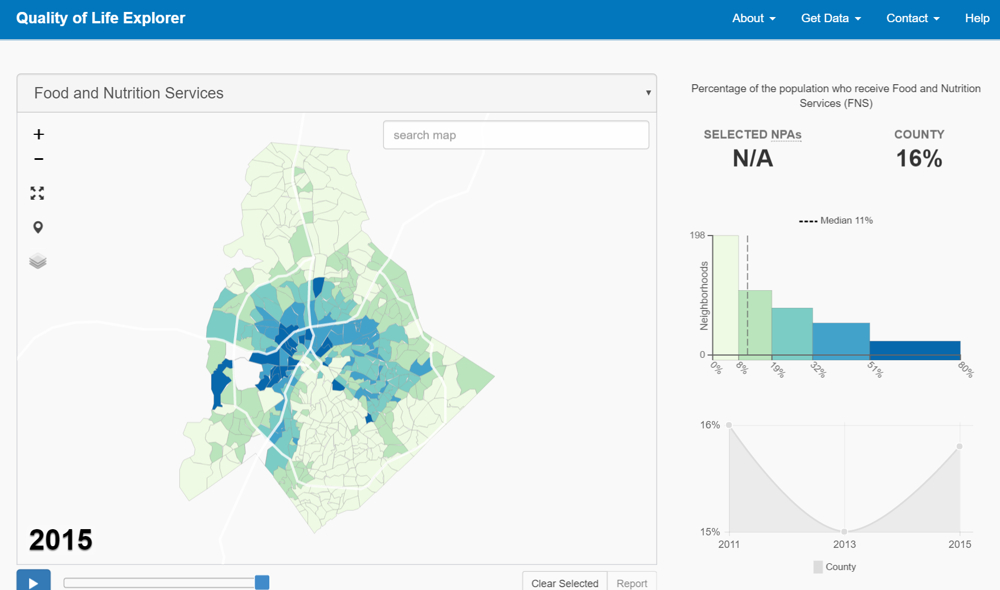 Quality of Life Explorer
About
Get Data
Contact
Help
Food and Nutrition Services
search map
2015
Clear Selected
Report
Percentage of the population who receive Food and Nutrition
Services (FNS)
SELECTED NPAs
N/A
COUNTY
16%
Median 11%
198
Neighborhoods
0
0%
8%
19%
32%
51%
80%
16%
15%
2011
2013
2015
County